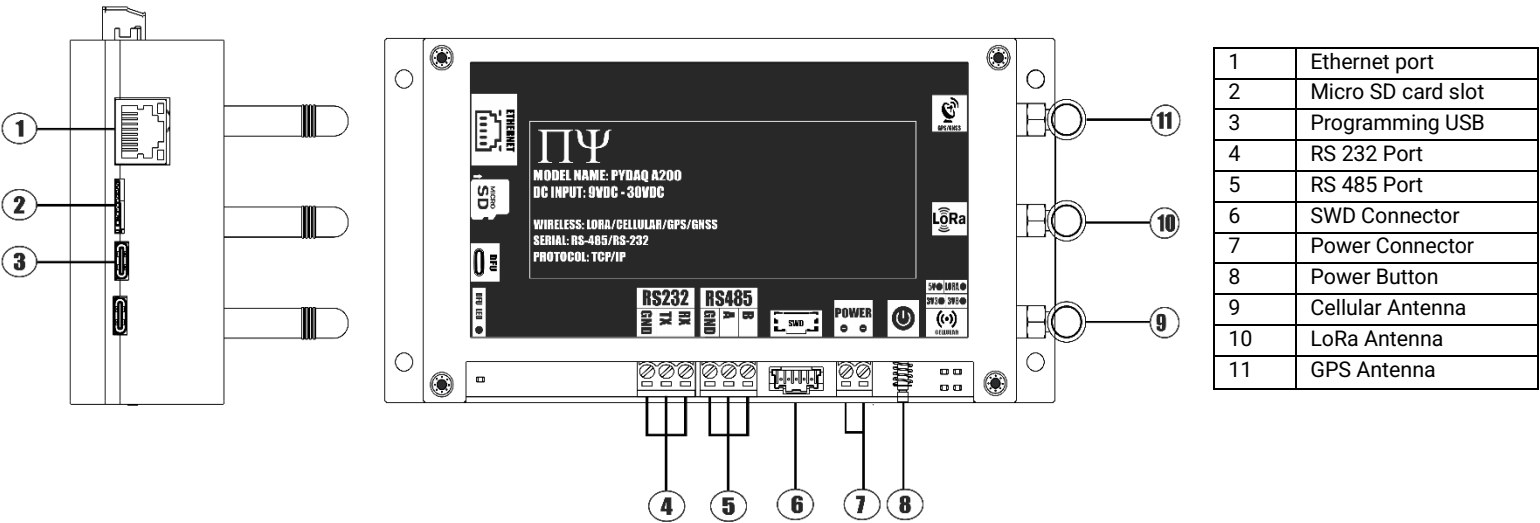 1
2
3
ETHERNET
MICRO
SD
DFU
DFU LED
ΠΨ
MODEL NAME: PYDAQ A200
DC INPUT: 9VDC - 30VDC
WIRELESS: LORA/CELLULAR/GPS/GNSS
SERIAL: RS-485/RS-232
PROTOCOL: TCP/IP
GPS/GNSS
LoRa
5V LORA
3V3 3V8
CELLULAR
RS232 RS485
GND TX RX GND A B
SWD
POWER
11
10
9
4 5 6 7 8
1 Ethernet port
2 Micro SD card slot
3 Programming USB
4 RS 232 Port
5 RS 485 Port
6 SWD Connector
7 Power Connector
8 Power Button
9 Cellular Antenna
10 LoRa Antenna
11 GPS Antenna